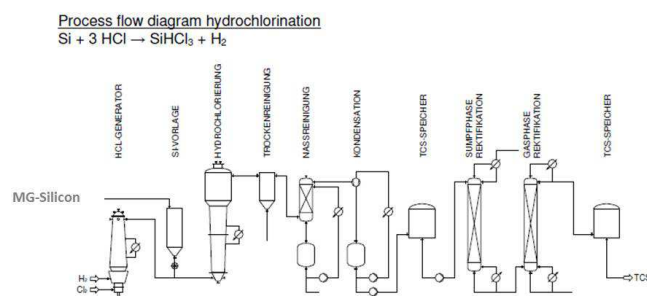 Process flow diagram hydrochlorination
Si + 3 HCl → SiHCl₃ + H₂
HCL-GENERATOR
SI-VORLAGE
HYDROCHLORIERUNG
TROCKENREINIGUNG
NASSREINIGUNG
KONDENSATION
TCS-SPEICHER
SUMPFPHASE
REKTIFIKATION
GASPHASE
REKTIFIKATION
TCS-SPEICHER
MG-Silicon
H₂
Cl₂
TCS